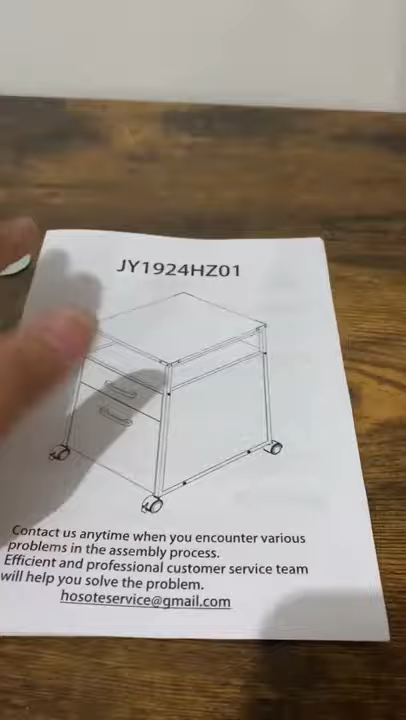 JY1924HZ01
Contact us anytime when you encounter various
problems in the assembly process.
Efficient and professional customer service team
will help you solve the problem.
hosoteservice@gmail.com